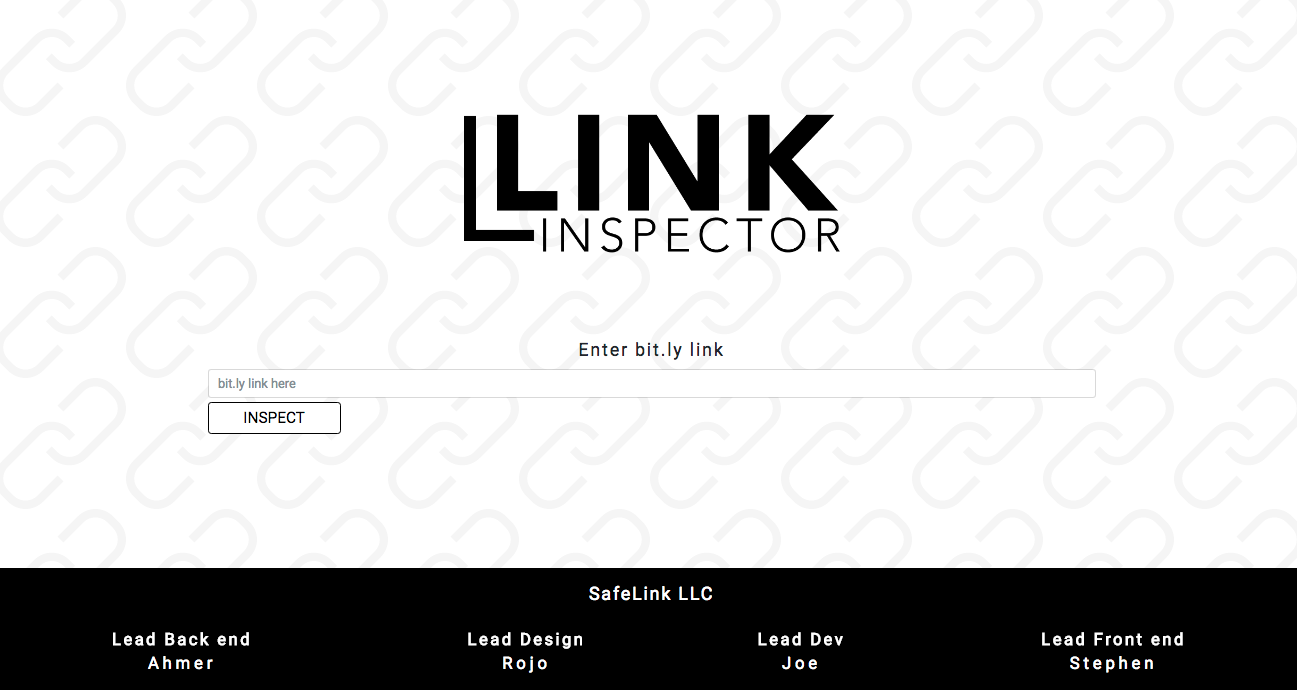 LINK
INSPECTOR
Enter bit.ly link
bit.ly link here
INSPECT
SafeLink LLC
Lead Back end
Ahmer
Lead Design
Rojo
Lead Dev
Joe
Lead Front end
Stephen